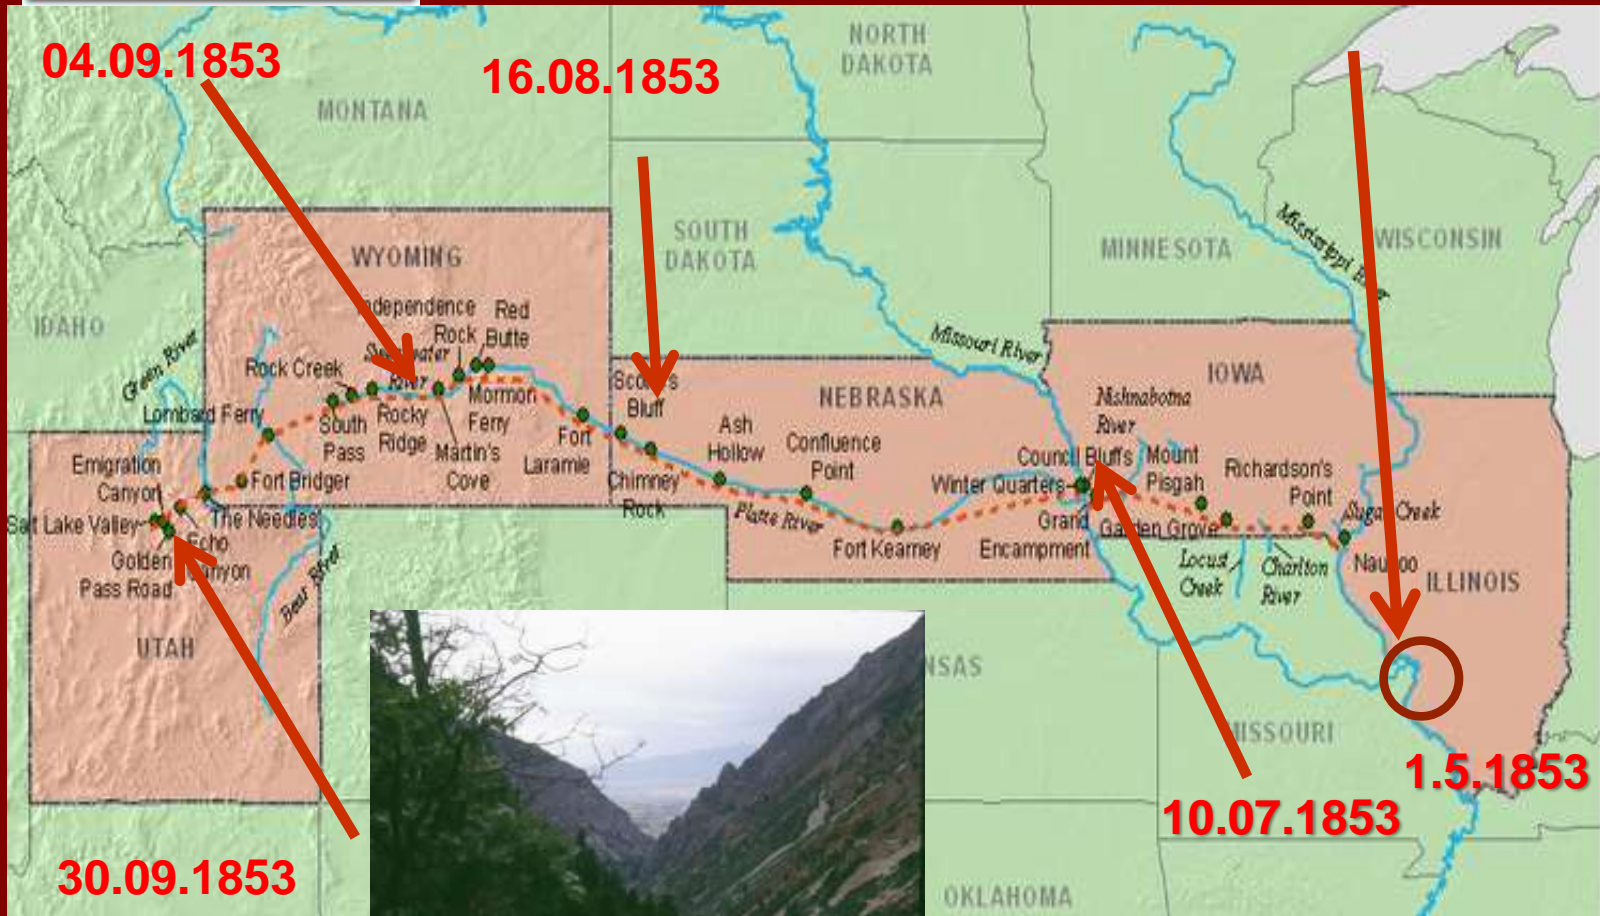 04.09.1853
16.08.1853
NORTH
DAKOTA
MONTANA
SOUTH
DAKOTA
MINNESOTA
Mississippi
WISCONSIN
WYOMING
IDAHO
Green River
Independence
Rock
Red
Butte
Rock Creek
River
Lombard Ferry
South
Pass
Rocky
Ridge
Martin's
Cove
Mormon
Ferry
Fort
Laramie
Bluff
Chimney
Rock
Missouri River
NEBRASKA
Ash
Hollow
Confluence
Point
Platte River
Fort Kearney
IOWA
Nishnabotna
River
Council Bluffs
Winter Quarters
Grand
Encampment
Mount
Pisgah
Garden Grove
Richardson's
Point
Sugar Creek
Locust
Creek
Charlton
River
Nauvoo
ILLINOIS
Emigration
Canyon
Fort Bridger
Salt Lake Valley
The Needles
Echo
Canyon
Golden
Pass Road
Bear River
UTAH
NSAS
MISSOURI
1.5.1853
10.07.1853
30.09.1853
OKLAHOMA